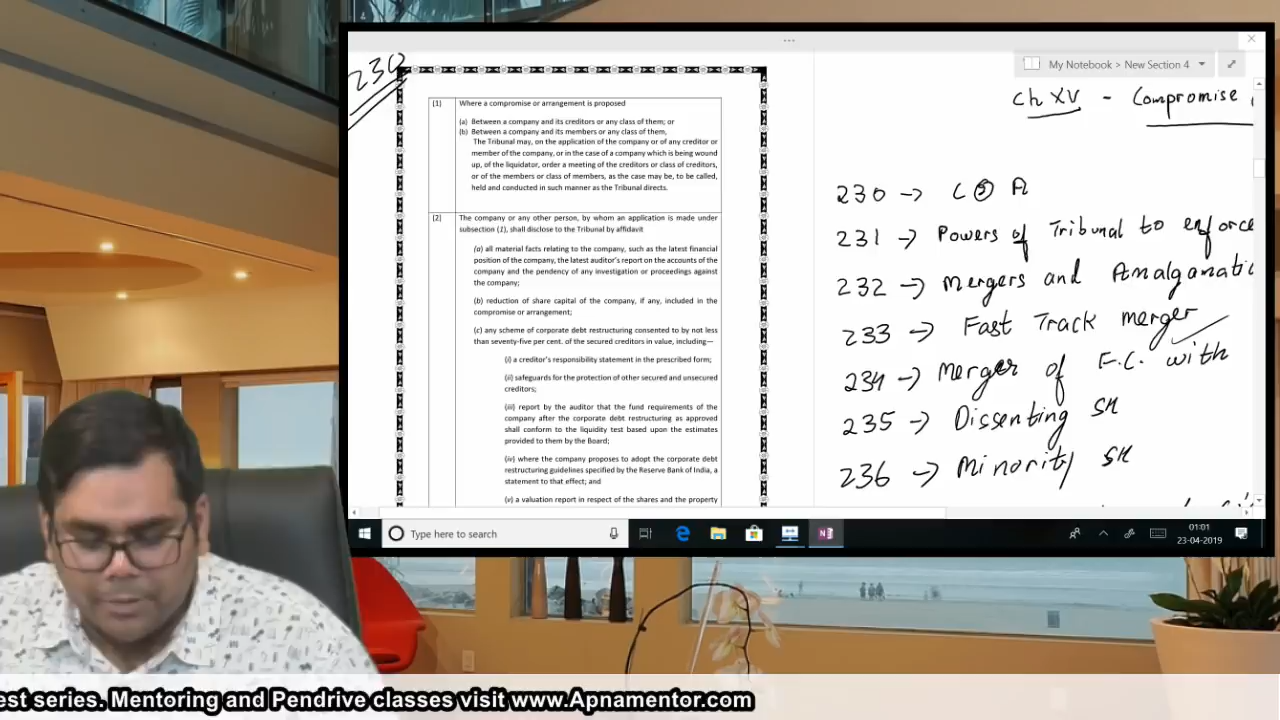 230
My Notebook > New Section 4
Ch XV - Compromise
(1) Where a compromise or arrangement is proposed
(a) Between a company and its creditors or any class of them; or
(b) Between a company and its members or any class of them,
The Tribunal may, on the application of the company or of any creditor or
member of the company, or in the case of a company which is being wound
up, of the liquidator, order a meeting of the creditors or class of creditors,
or of the members or class of members, as the case may be, to be called,
held and conducted in such manner as the Tribunal directs.
(2) The company or any other person, by whom an application is made under
subsection (1), shall disclose to the Tribunal by affidavit
(a) all material facts relating to the company, such as the latest financial
position of the company, the latest auditor's report on the accounts of the
company and the pendency of any investigation or proceedings against
the company;
(b) reduction of share capital of the company, if any, included in the
compromise or arrangement;
(c) any scheme of corporate debt restructuring consented to by not less
than seventy-five per cent. of the secured creditors in value, including—
(i) a creditor's responsibility statement in the prescribed form;
(ii) safeguards for the protection of other secured and unsecured
creditors;
(iii) report by the auditor that the fund requirements of the
company after the corporate debt restructuring as approved
shall conform to the liquidity test based upon the estimates
provided to them by the Board;
(iv) where the company proposes to adopt the corporate debt
restructuring guidelines specified by the Reserve Bank of India, a
statement to that effect; and
(v) a valuation report in respect of the shares and the property
230 → C A
231 → Powers of Tribunal to enforce
232 → Mergers and Amalgamatio
233 → Fast Track merger
234 → Merger of F.C. with
235 → Dissenting SH
236 → Minority SH
Type here to search
01:01
23-04-2019
est series. Mentoring and Pendrive classes visit www.Apnamentor.com